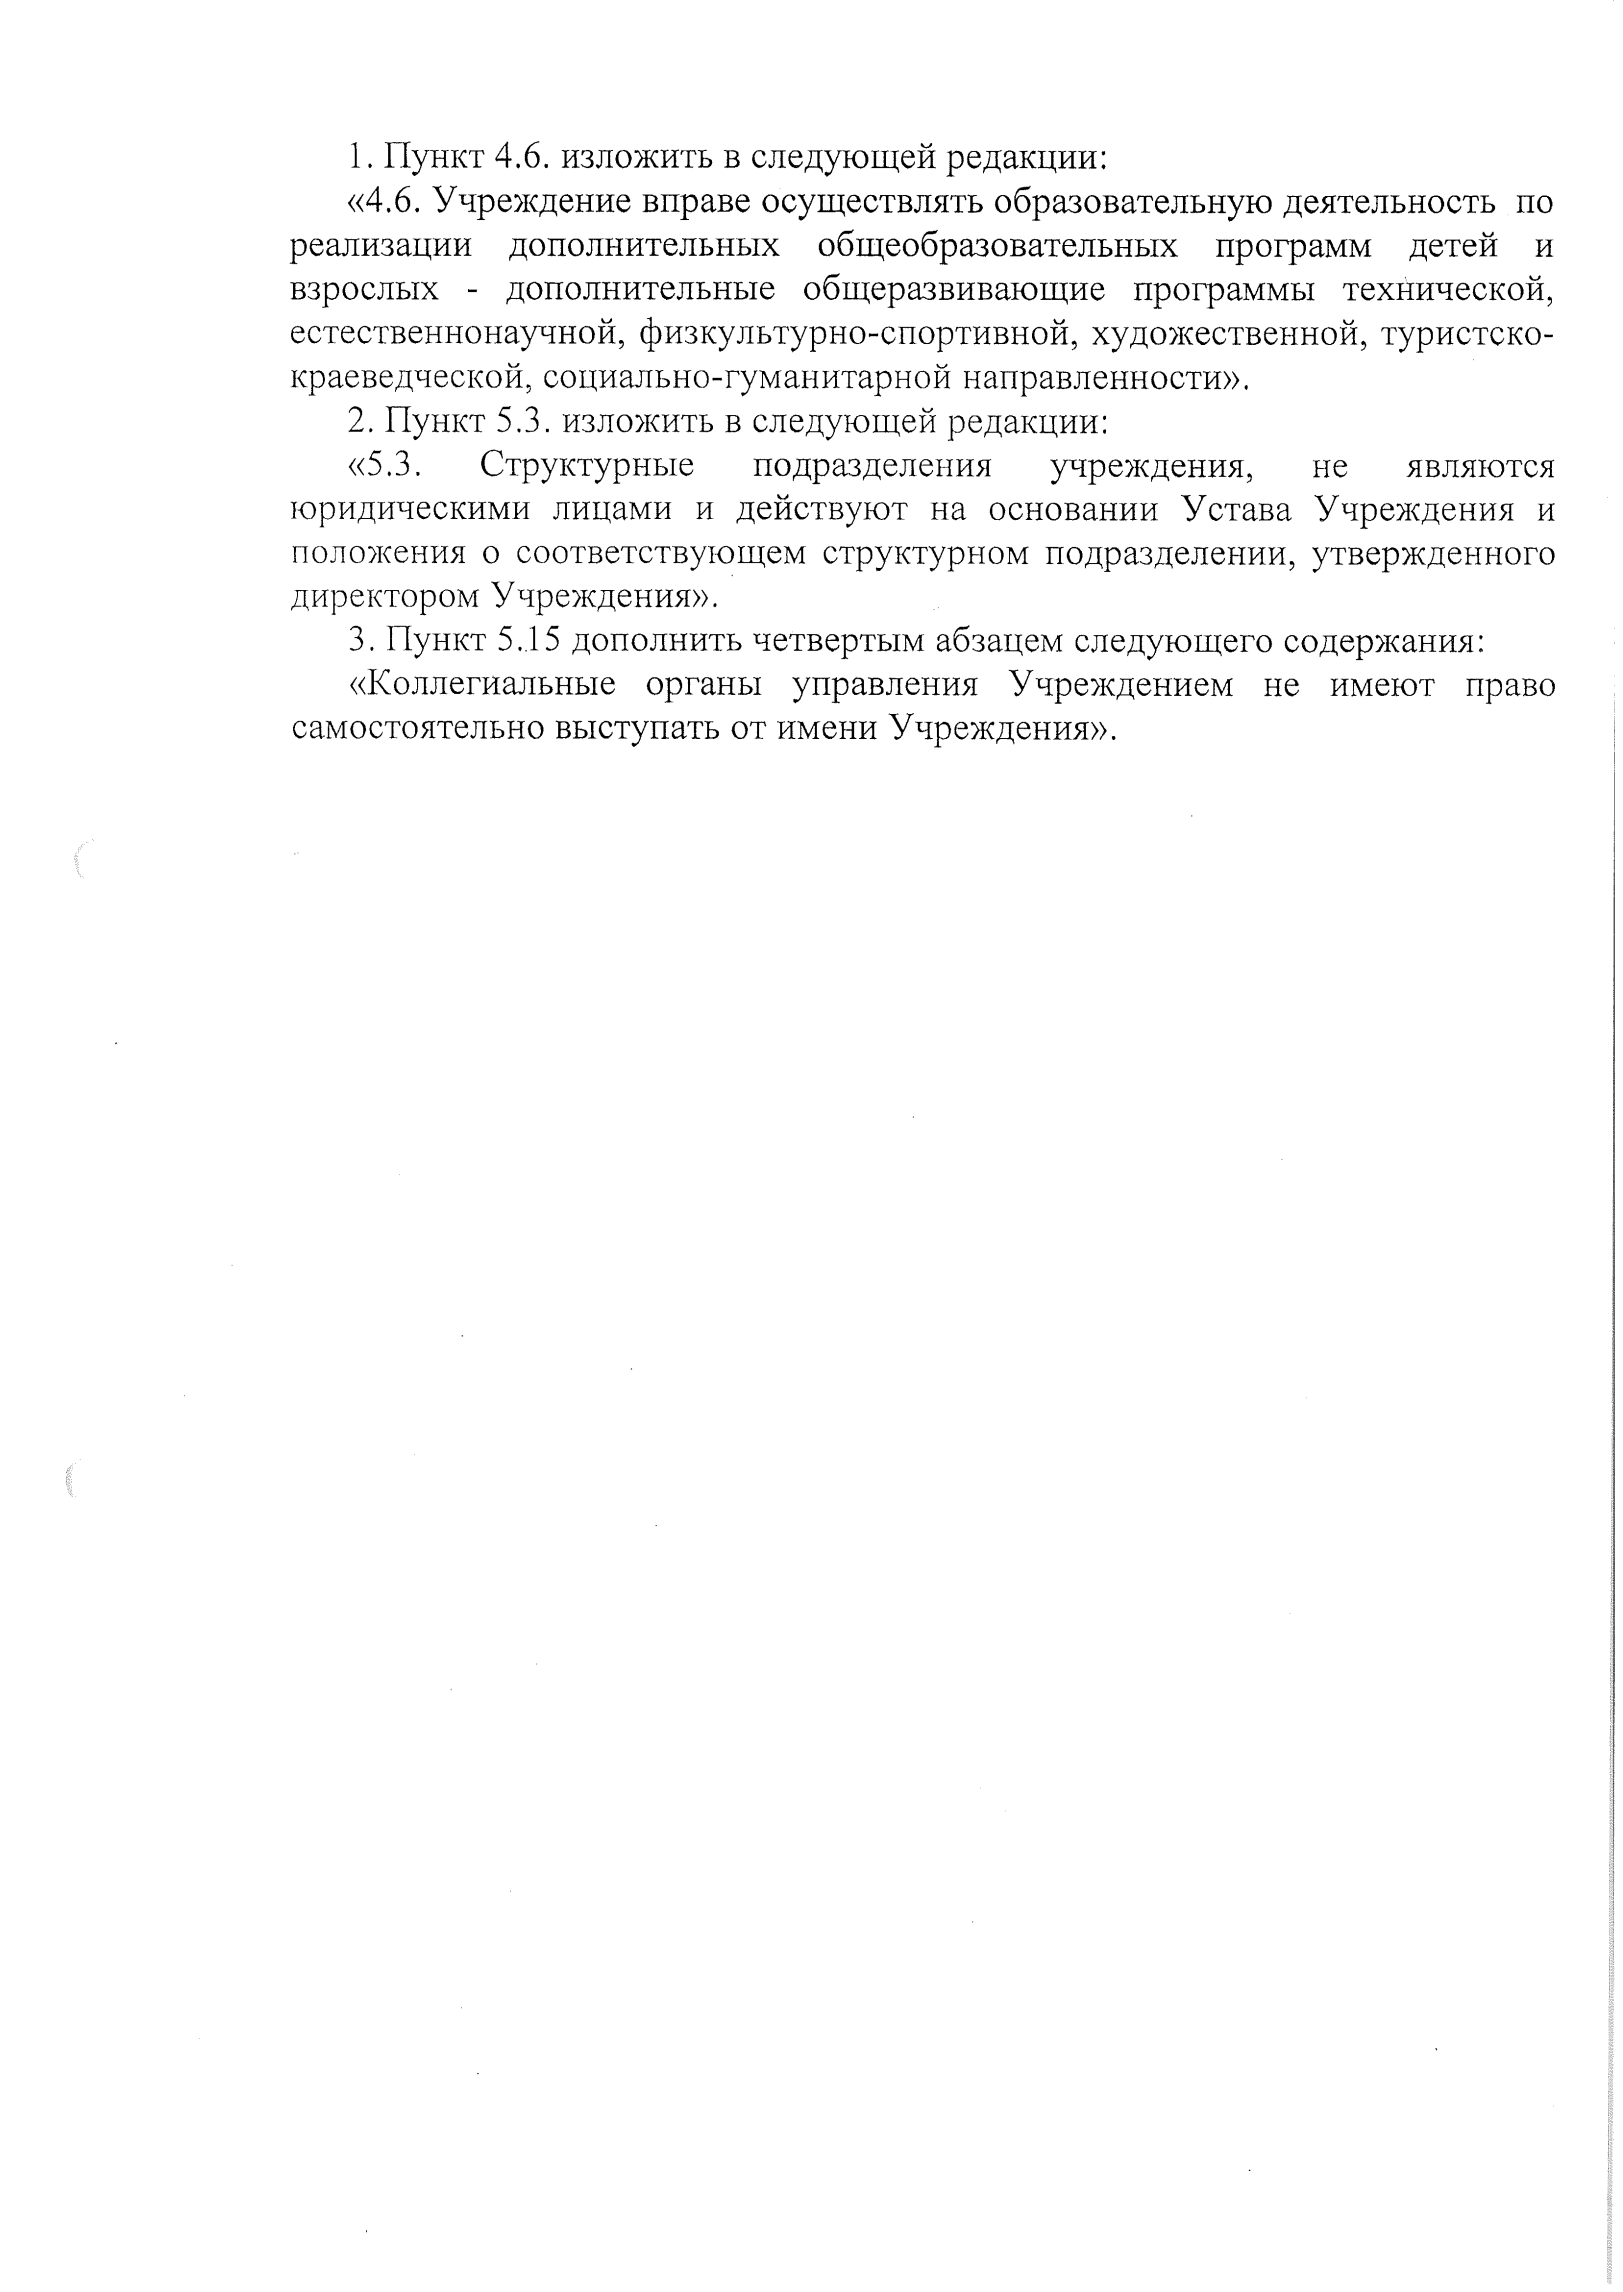 1. Пункт 4.6. изложить в следующей редакции:
«4.6. Учреждение вправе осуществлять образовательную деятельность по
реализации дополнительных общеобразовательных программ детей и
взрослых - дополнительные общеразвивающие программы технической,
естественнонаучной, физкультурно-спортивной, художественной, туристско-
краеведческой, социально-гуманитарной направленности».
2. Пункт 5.3. изложить в следующей редакции:
«5.3. Структурные подразделения учреждения, не являются
юридическими лицами и действуют на основании Устава Учреждения и
положения о соответствующем структурном подразделении, утвержденного
директором Учреждения».
3. Пункт 5.15 дополнить четвертым абзацем следующего содержания:
«Коллегиальные органы управления Учреждением не имеют право
самостоятельно выступать от имени Учреждения».